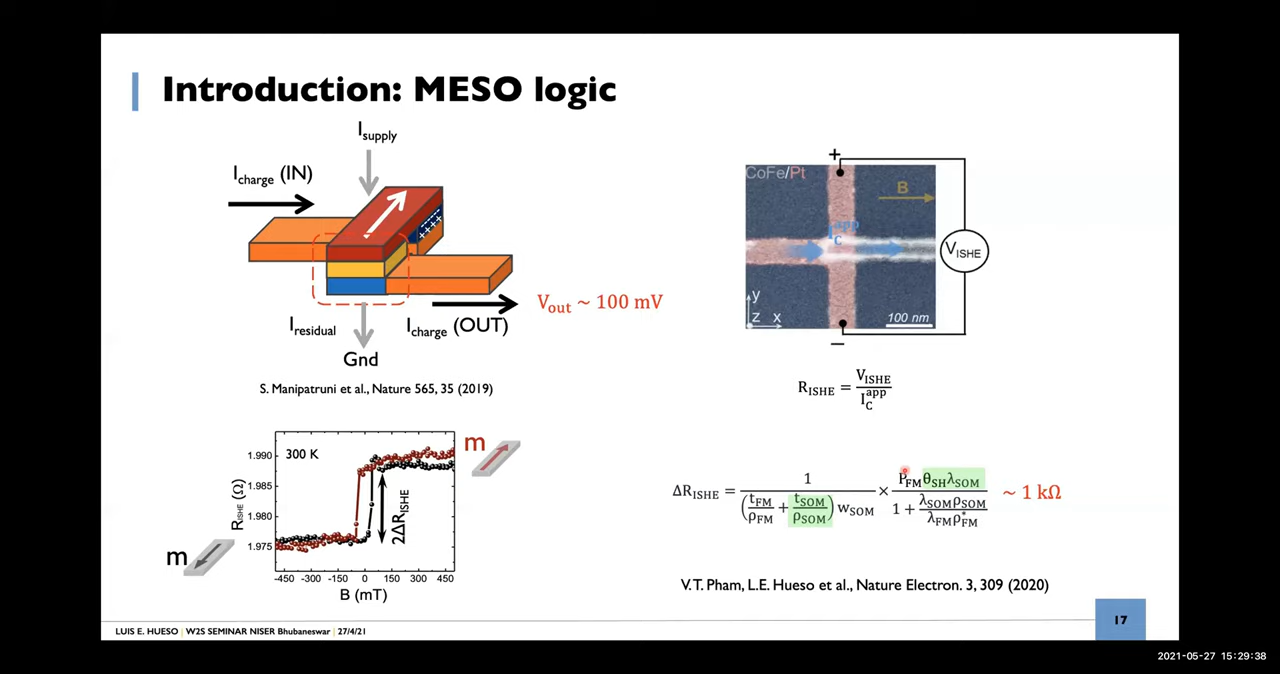 Introduction: MESO logic
I_supply
I_charge (IN)
V_out ~ 100 mV
I_residual
I_charge (OUT)
Gnd
S. Manipatruni et al., Nature 565, 35 (2019)
CoFe/Pt
B
I_C^app
y
z x
100 nm
+
−
V_ISHE
R_ISHE = V_ISHE / I_C^app
300 K
m
2ΔR_ISHE
R_ISHE (Ω)
1.990
1.985
1.980
1.975
m
-450 -300 -150 0 150 300 450
B (mT)
ΔR_ISHE = 1 / ((t_FM/ρ_FM + t_SOM/ρ_SOM) w_SOM) × P_FM θ_SH λ_SOM / (1 + λ_SOM ρ_SOM / λ_FM ρ*_FM) ~ 1 kΩ
V. T. Pham, L.E. Hueso et al., Nature Electron. 3, 309 (2020)
LUIS E. HUESO | W2S SEMINAR NISER Bhubaneswar | 27/4/21
17
2021-05-27 15:29:38